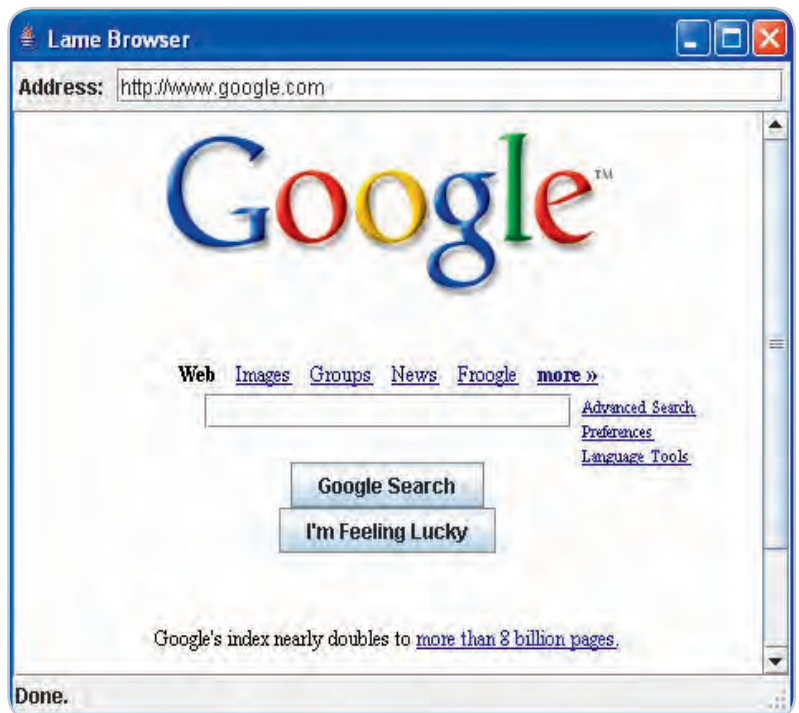 Lame Browser
Address: http://www.google.com
Google™
Web Images Groups News Froogle more »
Advanced Search
Preferences
Language Tools
Google Search
I'm Feeling Lucky
Google's index nearly doubles to more than 8 billion pages.
Done.